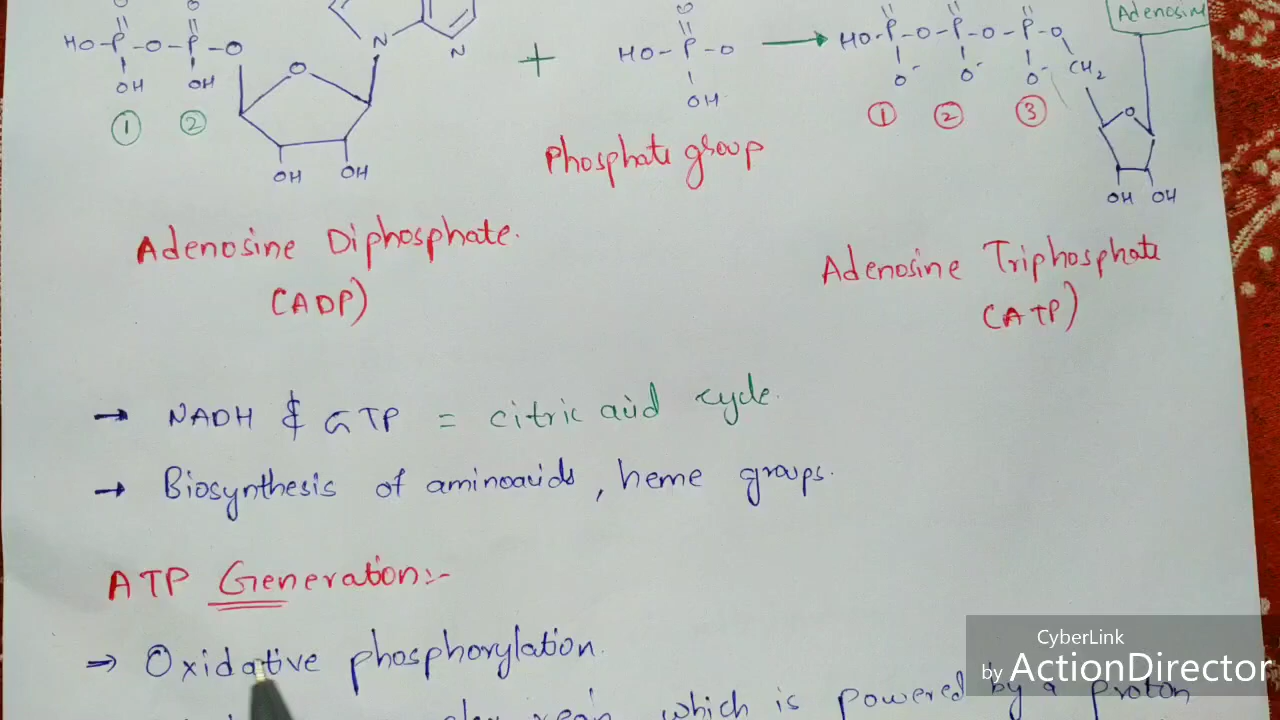 O O O O O O
HO-P-O-P-O N N + HO-P-O → HO-P-O-P-O-P-O Adenosin
OH OH O OH O- O- O- CH2
① ② ① ② ③ O
OH OH Phosphate group OH OH
Adenosine Diphosphate.
(ADP)
Adenosine Triphosphate
(ATP)
→ NADH & GTP = citric acid cycle.
→ Biosynthesis of aminoacids, heme groups.
ATP Generation:-
⇒ Oxidative phosphorylation.
which is powered by a proton
CyberLink
by ActionDirector